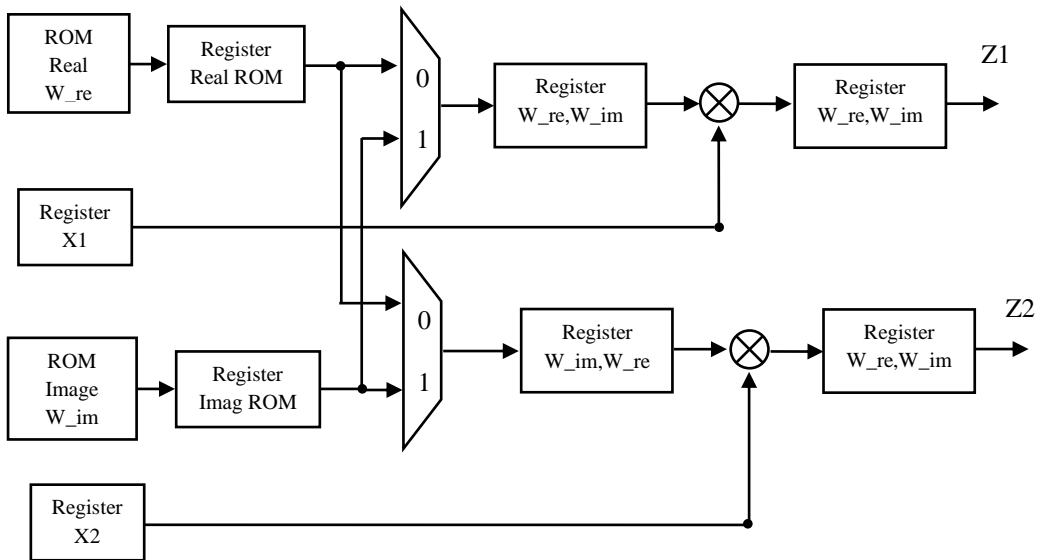 ROM
Real
W_re
Register
Real ROM
0
1
Register
W_re,W_im
Register
W_re,W_im
Z1
Register
X1
ROM
Image
W_im
Register
Imag ROM
0
1
Register
W_im,W_re
Register
W_re,W_im
Z2
Register
X2